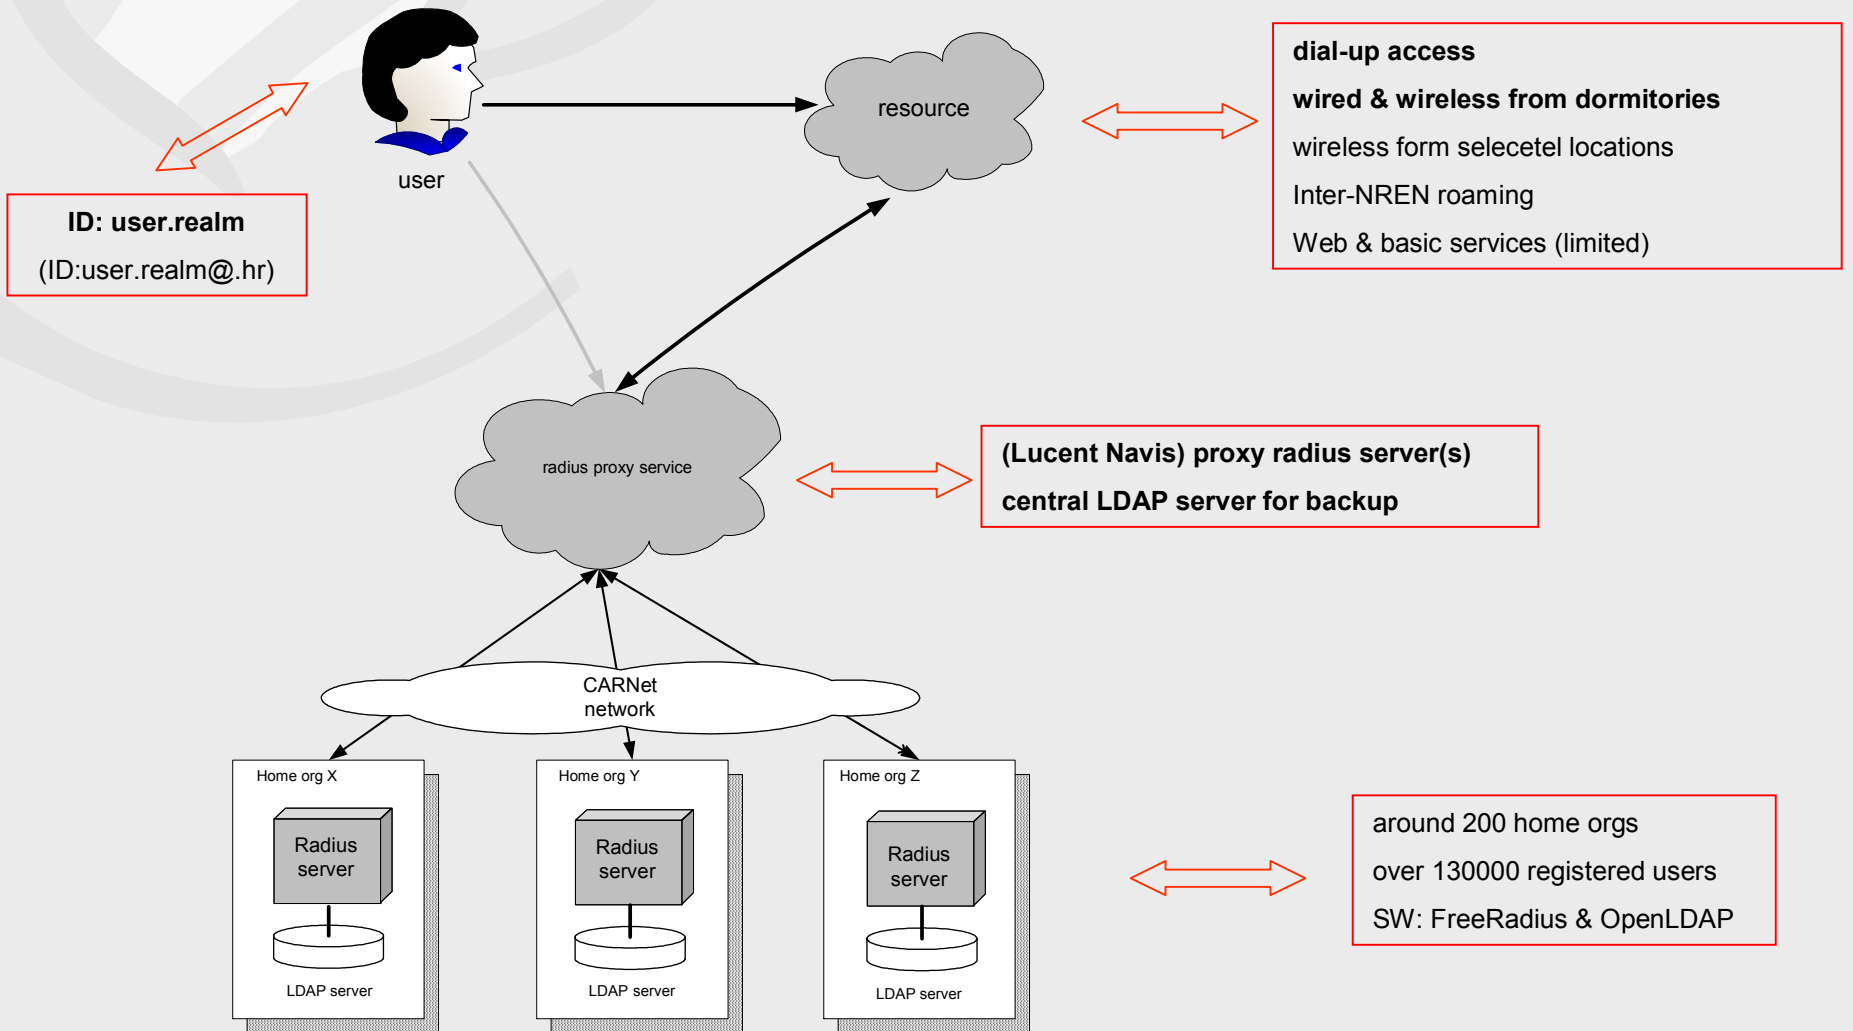 dial-up access
wired & wireless from dormitories
wireless form selecetel locations
Inter-NREN roaming
Web & basic services (limited)
resource
user
ID: user.realm
(ID:user.realm@.hr)
radius proxy service
(Lucent Navis) proxy radius server(s)
central LDAP server for backup
CARNet
network
Home org X
Radius
server
LDAP server
Home org Y
Radius
server
LDAP server
Home org Z
Radius
server
LDAP server
around 200 home orgs
over 130000 registered users
SW: FreeRadius & OpenLDAP